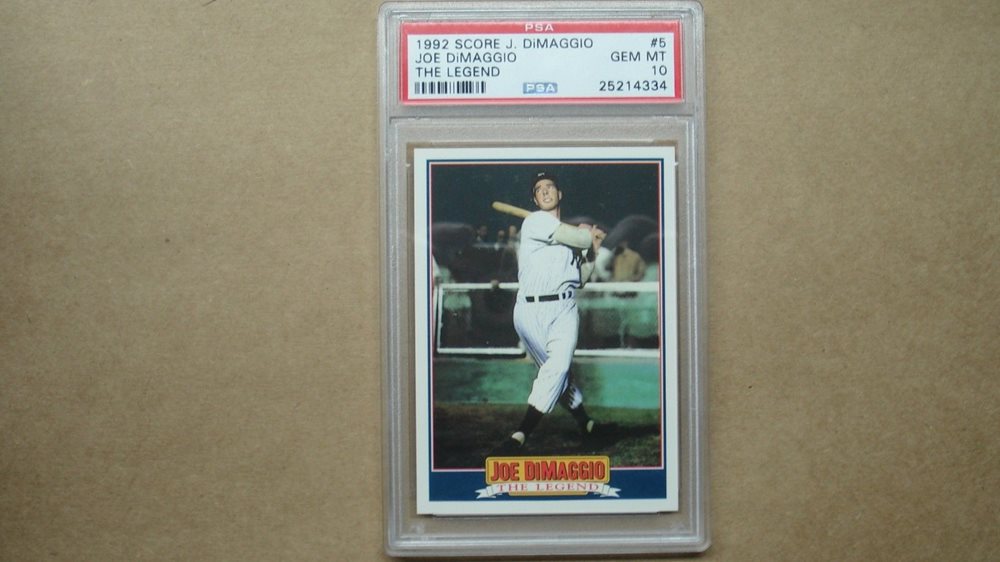 PSA
1992 SCORE J. DiMAGGIO #5
JOE DiMAGGIO GEM MT
THE LEGEND 10
PSA 25214334
JOE DiMAGGIO
THE LEGEND